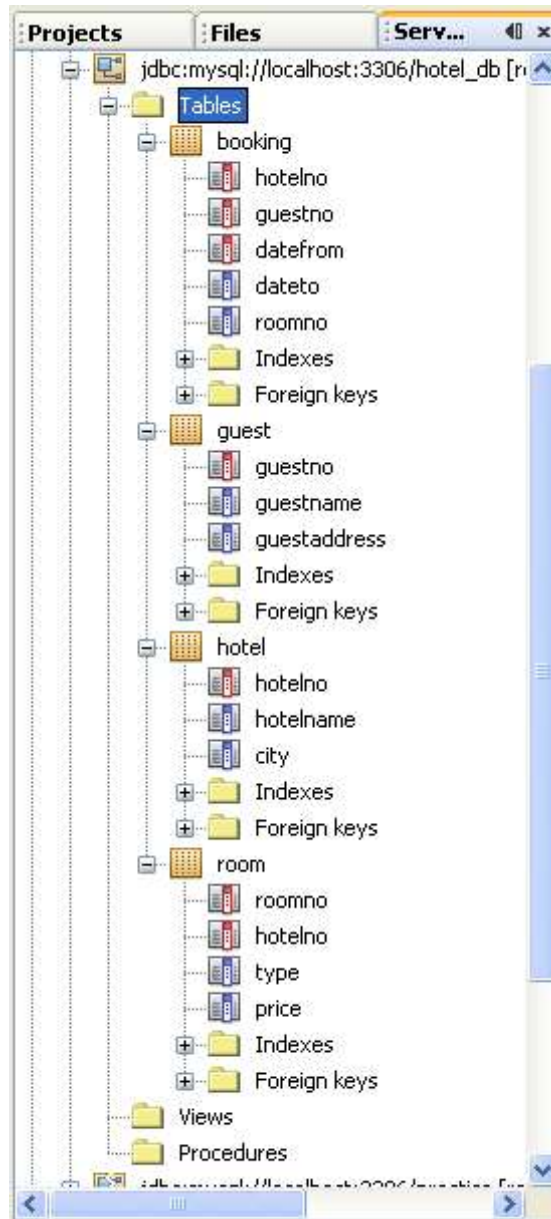 Projects Files Serv...
jdbc:mysql://localhost:3306/hotel_db [r
Tables
booking
hotelno
guestno
datefrom
dateto
roomno
Indexes
Foreign keys
guest
guestno
guestname
guestaddress
Indexes
Foreign keys
hotel
hotelno
hotelname
city
Indexes
Foreign keys
room
roomno
hotelno
type
price
Indexes
Foreign keys
Views
Procedures